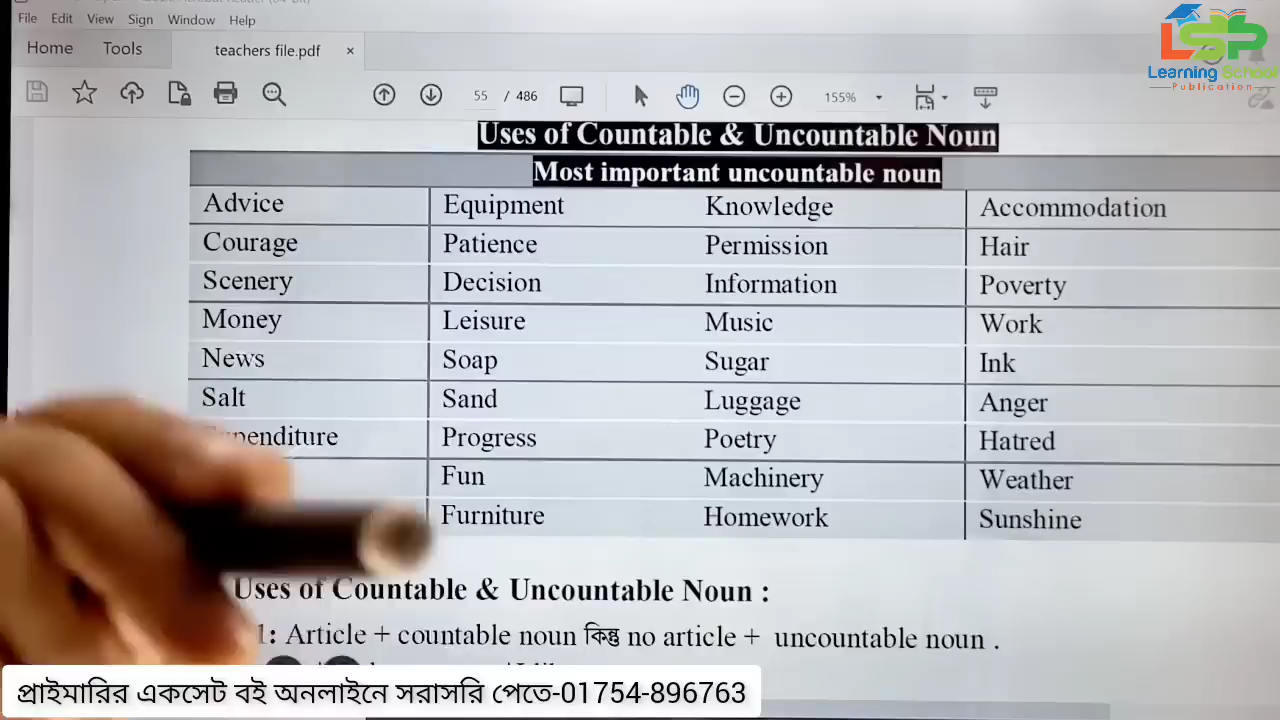 File Edit View Sign Window Help
Home Tools teachers file.pdf ×
55 / 486 155%
LSP
Learning School
Publication
Uses of Countable & Uncountable Noun
Most important uncountable noun
Advice Equipment Knowledge Accommodation
Courage Patience Permission Hair
Scenery Decision Information Poverty
Money Leisure Music Work
News Soap Sugar Ink
Salt Sand Luggage Anger
Expenditure Progress Poetry Hatred
Fun Machinery Weather
Furniture Homework Sunshine
Uses of Countable & Uncountable Noun :
1: Article + countable noun কিন্তু no article + uncountable noun .
প্রাইমারির একসেট বই অনলাইনে সরাসরি পেতে-01754-896763